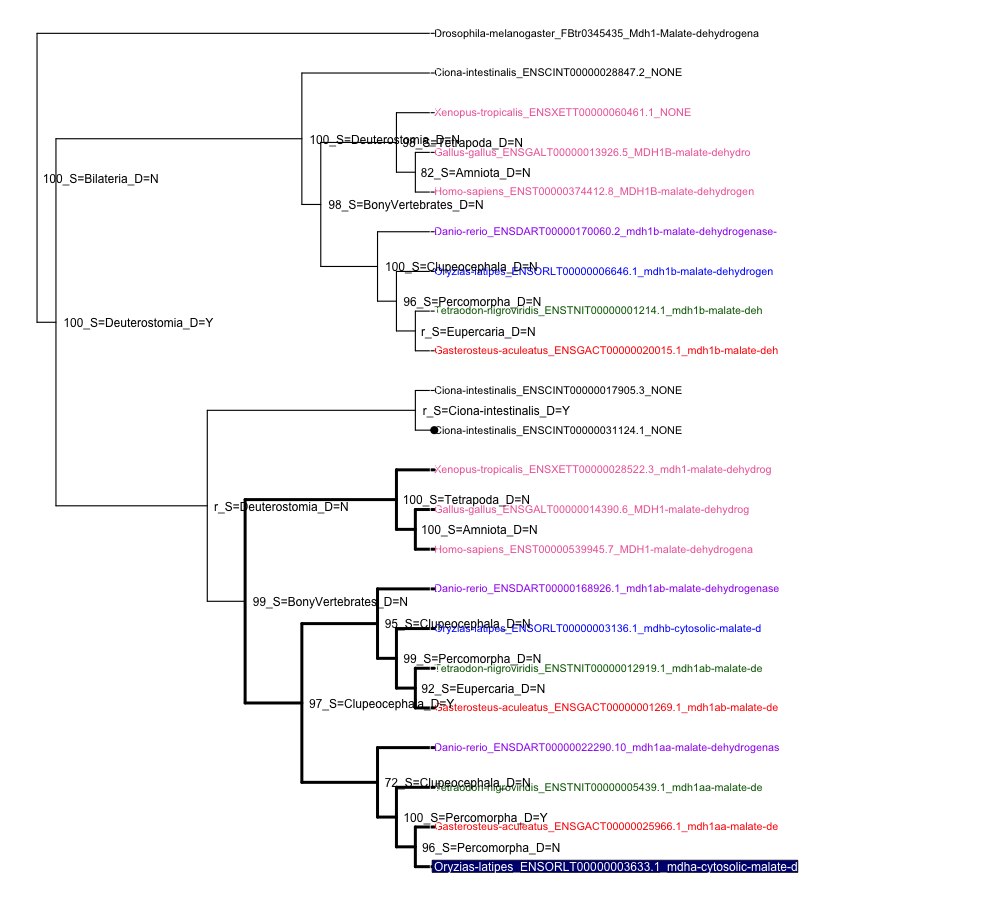 Drosophila-melanogaster_FBtr0345435_Mdh1-Malate-dehydrogena
Ciona-intestinalis_ENSCINT00000028847.2_NONE
Xenopus-tropicalis_ENSXETT00000060461.1_NONE
100_S=Deuterostomia_D=N
98_S=Tetrapoda_D=N
Gallus-gallus_ENSGALT00000013926.5_MDH1B-malate-dehydro
82_S=Amniota_D=N
100_S=Bilateria_D=N
Homo-sapiens_ENST00000374412.8_MDH1B-malate-dehydrogen
98_S=BonyVertebrates_D=N
Danio-rerio_ENSDART00000170060.2_mdh1b-malate-dehydrogenase-
100_S=Clupeocephala_D=N
Oryzias-latipes_ENSORLT00000006646.1_mdh1b-malate-dehydrogen
96_S=Percomorpha_D=N
Tetraodon-nigroviridis_ENSTNIT00000001214.1_mdh1b-malate-deh
100_S=Deuterostomia_D=Y
r_S=Eupercaria_D=N
Gasterosteus-aculeatus_ENSGACT00000020015.1_mdh1b-malate-deh
Ciona-intestinalis_ENSCINT00000017905.3_NONE
r_S=Ciona-intestinalis_D=Y
Ciona-intestinalis_ENSCINT00000031124.1_NONE
Xenopus-tropicalis_ENSXETT00000028522.3_mdh1-malate-dehydrog
100_S=Tetrapoda_D=N
r_S=Deuterostomia_D=N
Gallus-gallus_ENSGALT00000014390.6_MDH1-malate-dehydrog
100_S=Amniota_D=N
Homo-sapiens_ENST00000539945.7_MDH1-malate-dehydrogena
Danio-rerio_ENSDART00000168926.1_mdh1ab-malate-dehydrogenase
99_S=BonyVertebrates_D=N
95_S=Clupeocephala_D=N
Oryzias-latipes_ENSORLT00000003136.1_mdhb-cytosolic-malate-d
99_S=Percomorpha_D=N
Tetraodon-nigroviridis_ENSTNIT00000012919.1_mdh1ab-malate-de
92_S=Eupercaria_D=N
97_S=Clupeocephala_D=Y
Gasterosteus-aculeatus_ENSGACT00000001269.1_mdh1ab-malate-de
Danio-rerio_ENSDART00000022290.10_mdh1aa-malate-dehydrogenas
72_S=Clupeocephala_D=N
Tetraodon-nigroviridis_ENSTNIT00000005439.1_mdh1aa-malate-de
100_S=Percomorpha_D=Y
Gasterosteus-aculeatus_ENSGACT00000025966.1_mdh1aa-malate-de
96_S=Percomorpha_D=N
Oryzias-latipes_ENSORLT00000003633.1_mdha-cytosolic-malate-d